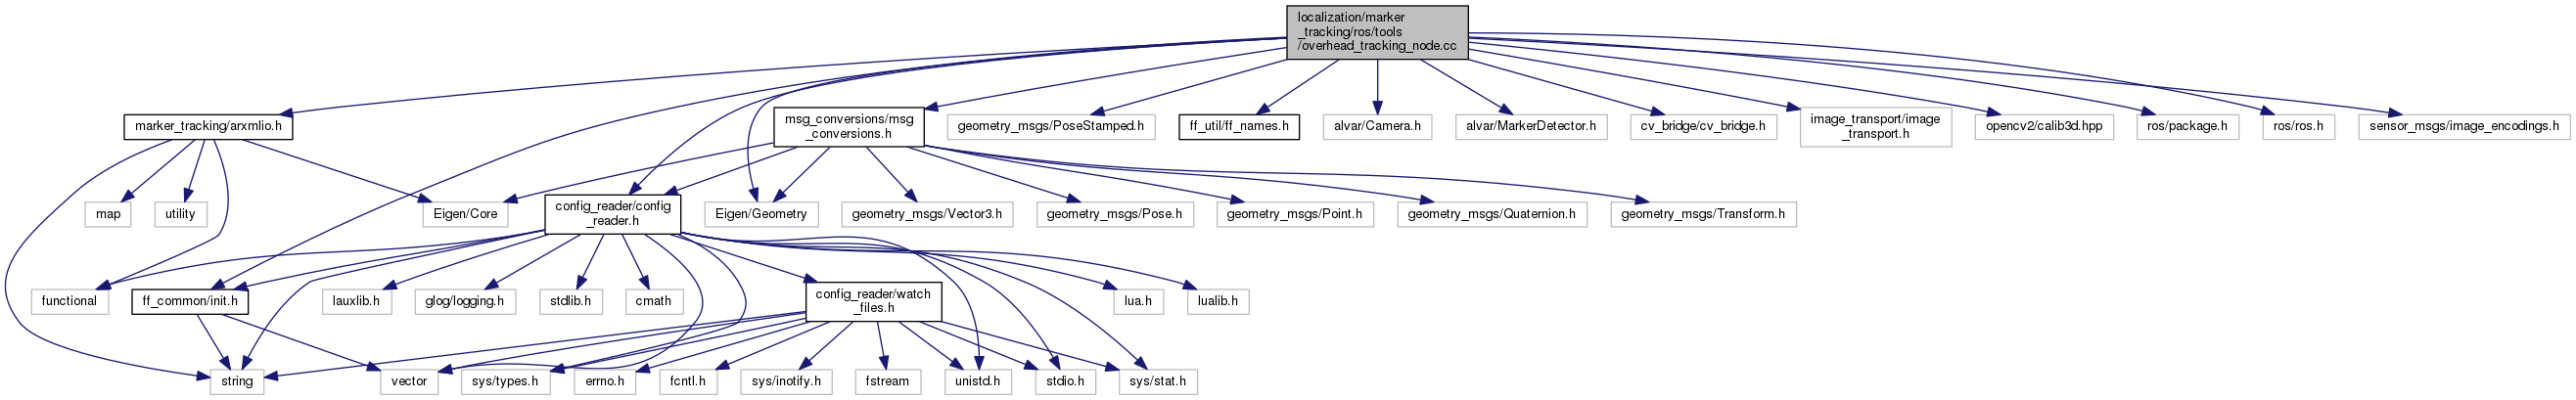 localization/marker
_tracking/ros/tools
/overhead_tracking_node.cc
marker_tracking/arxmlio.h
msg_conversions/msg
_conversions.h
geometry_msgs/PoseStamped.h
ff_util/ff_names.h
alvar/Camera.h
alvar/MarkerDetector.h
cv_bridge/cv_bridge.h
image_transport/image
_transport.h
opencv2/calib3d.hpp
ros/package.h
ros/ros.h
sensor_msgs/image_encodings.h
map
utility
Eigen/Core
config_reader/config
_reader.h
Eigen/Geometry
geometry_msgs/Vector3.h
geometry_msgs/Pose.h
geometry_msgs/Point.h
geometry_msgs/Quaternion.h
geometry_msgs/Transform.h
functional
ff_common/init.h
lauxlib.h
glog/logging.h
stdlib.h
cmath
config_reader/watch
_files.h
lua.h
lualib.h
string
vector
sys/types.h
errno.h
fcntl.h
sys/inotify.h
fstream
unistd.h
stdio.h
sys/stat.h